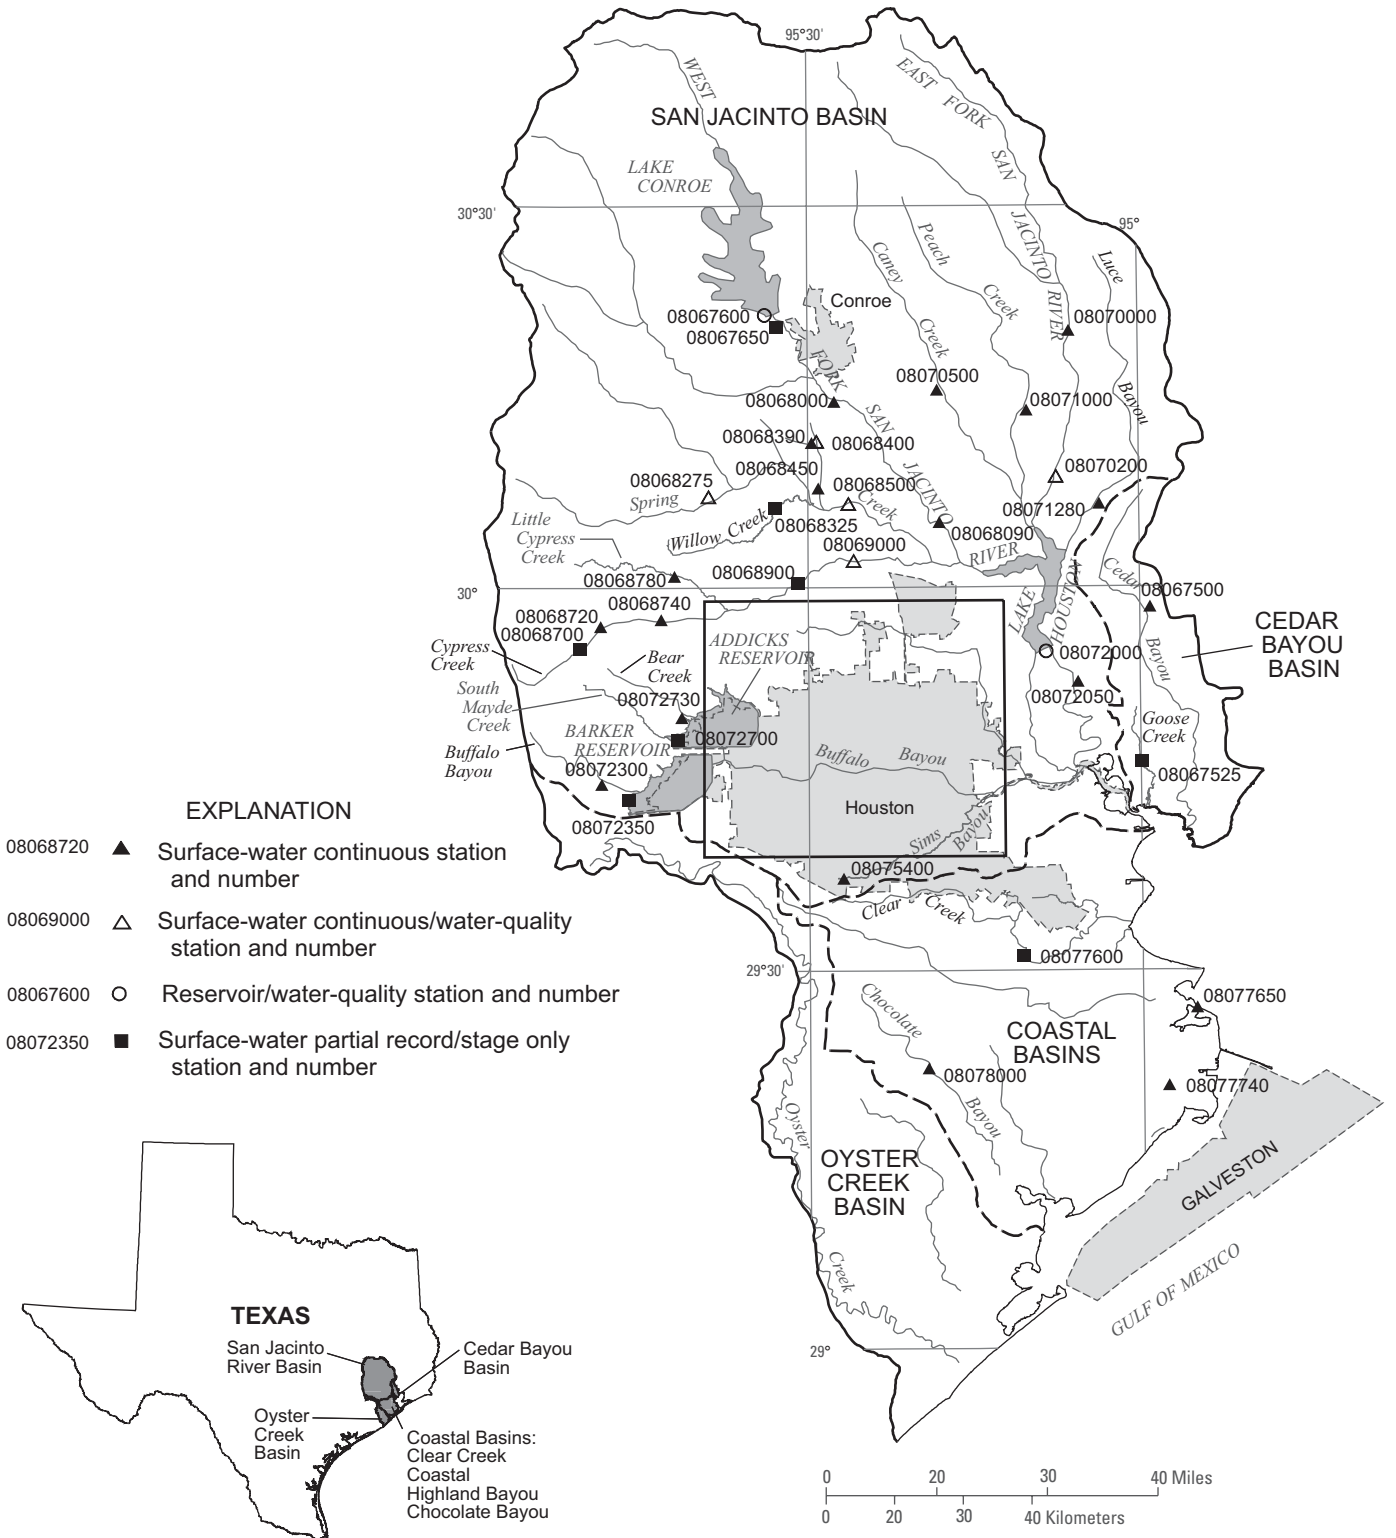 95°30'
WEST
EAST FORK SAN
SAN JACINTO BASIN
LAKE
CONROE
30°30'
95°
JACINTO RIVER
Luce
Peach
Caney
Creek
Conroe
08067600
08067650
08070000
Creek
FORK
08070500
Bayou
08068000
08071000
SAN
08068390
08068400
08068450
08070200
08068275
08068500
JACINTO
Spring
Creek
08071280
Little
Cypress
Creek
Willow Creek
08068325
08068090
08069000
RIVER
08068900
Cedar
08068780
30°
08067500
08068740
LAKE HOUSTON
08068720
08068700
CEDAR
BAYOU
BASIN
Cypress
Creek
Bear
Creek
ADDICKS
RESERVOIR
08072000
Bayou
South
Mayde
Creek
08072730
08072050
BARKER
RESERVOIR
08072700
Goose
Creek
Buffalo
Bayou
Buffalo Bayou
08072300
08067525
Houston
EXPLANATION
08072350
Sims
Bayou
08068720 Surface-water continuous station
and number
08075400
Clear Creek
08069000 Surface-water continuous/water-quality
station and number
08077600
29°30'
08067600 Reservoir/water-quality station and number
08077650
Chocolate
COASTAL
BASINS
08072350 Surface-water partial record/stage only
station and number
08078000
08077740
Bayou
Oyster
OYSTER
CREEK
BASIN
GALVESTON
Creek
GULF OF MEXICO
TEXAS
29°
San Jacinto
River Basin
Cedar Bayou
Basin
Oyster
Creek
Basin
Coastal Basins:
Clear Creek
Coastal
Highland Bayou
Chocolate Bayou
0 20 30 40 Miles
0 20 30 40 Kilometers